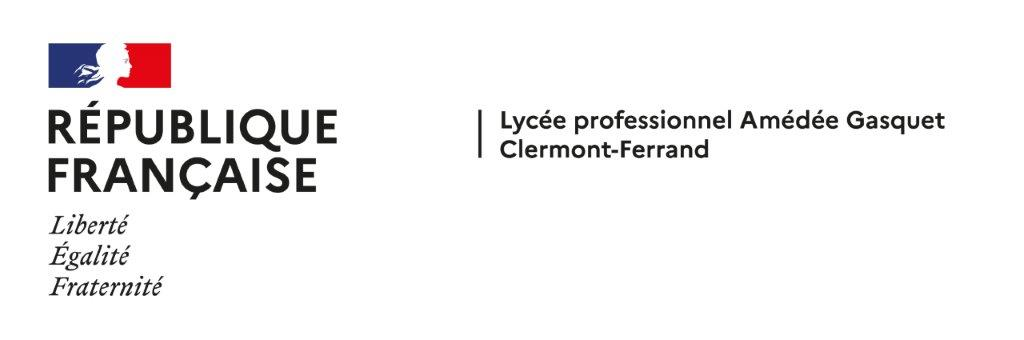 RÉPUBLIQUE
FRANÇAISE
Liberté
Égalité
Fraternité
Lycée professionnel Amédée Gasquet
Clermont-Ferrand